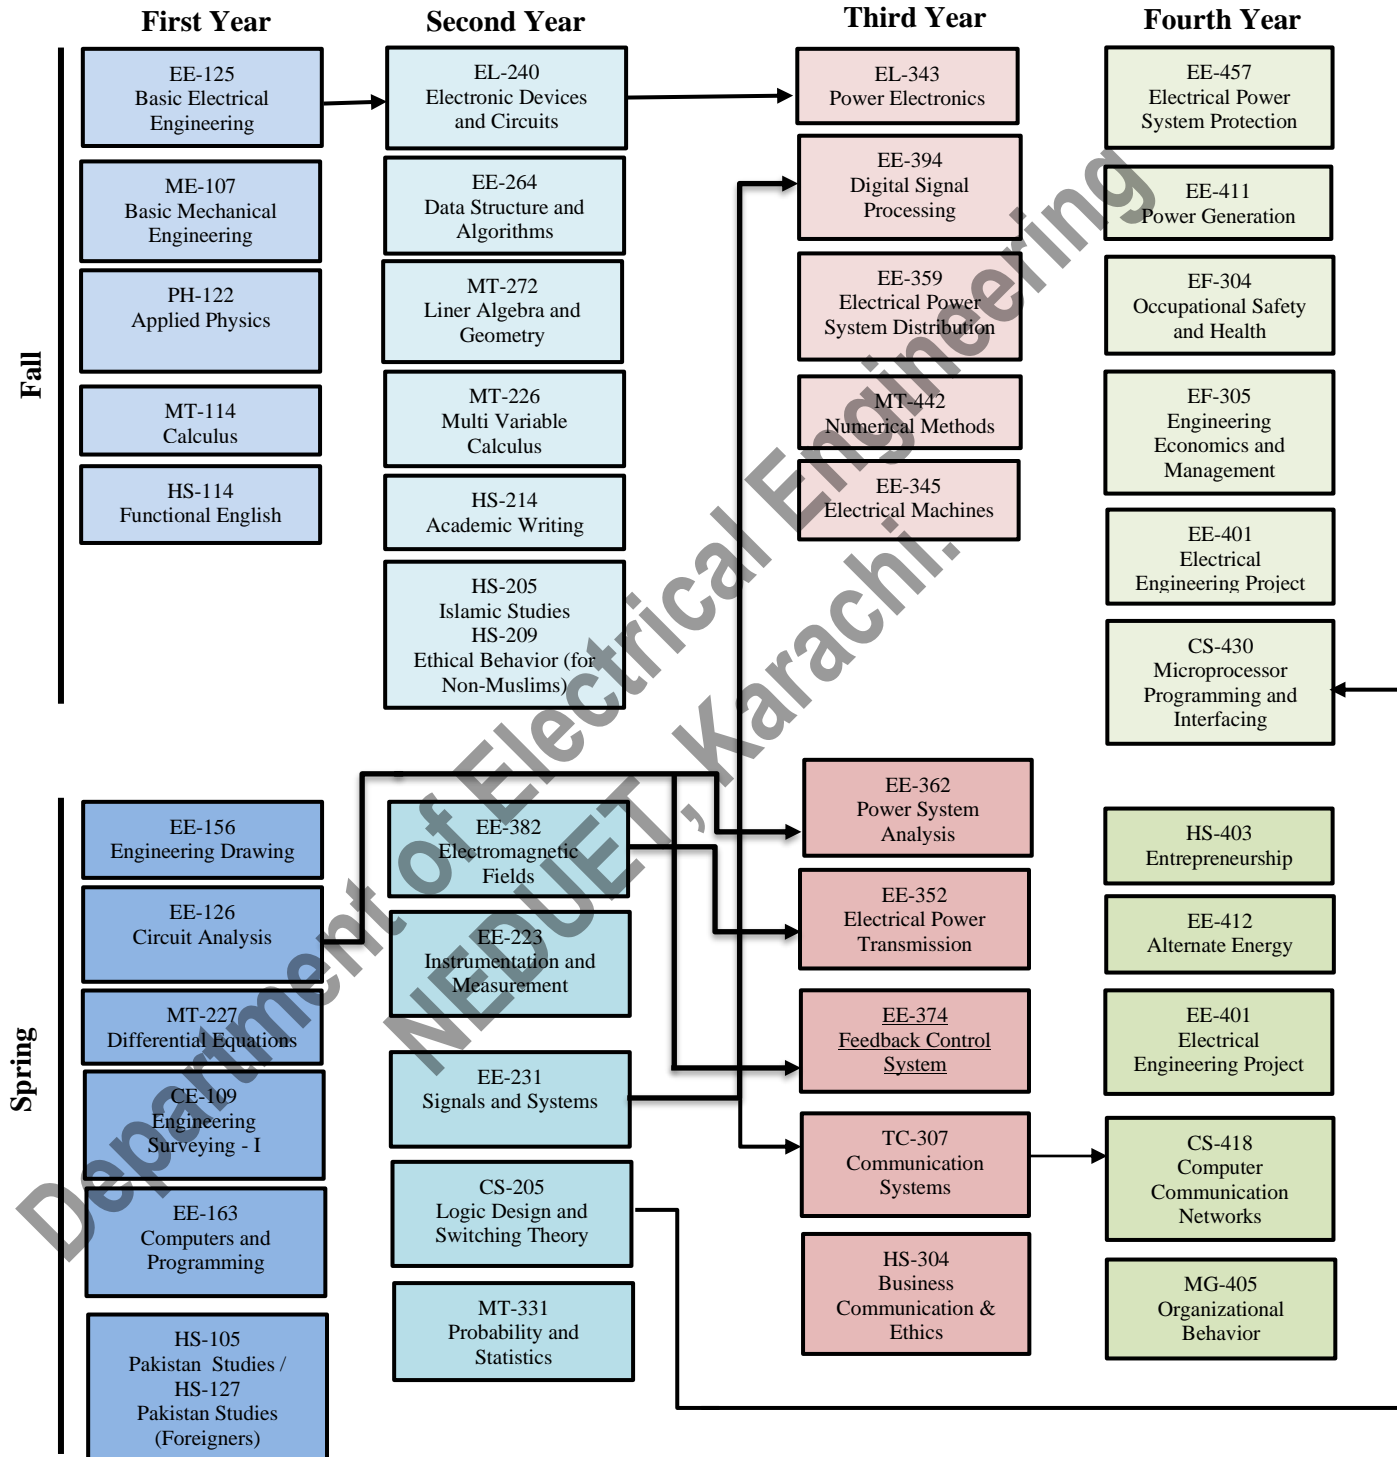 First Year
Second Year
Third Year
Fourth Year
Fall
EE-125
Basic Electrical
Engineering
ME-107
Basic Mechanical
Engineering
PH-122
Applied Physics
MT-114
Calculus
HS-114
Functional English
EL-240
Electronic Devices
and Circuits
EE-264
Data Structure and
Algorithms
MT-272
Liner Algebra and
Geometry
MT-226
Multi Variable
Calculus
HS-214
Academic Writing
HS-205
Islamic Studies
HS-209
Ethical Behavior (for
Non-Muslims)
EL-343
Power Electronics
EE-394
Digital Signal
Processing
EE-359
Electrical Power
System Distribution
MT-442
Numerical Methods
EE-345
Electrical Machines
EE-457
Electrical Power
System Protection
EE-411
Power Generation
EF-304
Occupational Safety
and Health
EF-305
Engineering
Economics and
Management
EE-401
Electrical
Engineering Project
CS-430
Microprocessor
Programming and
Interfacing
Spring
EE-156
Engineering Drawing
EE-126
Circuit Analysis
MT-227
Differential Equations
CE-109
Engineering
Surveying - I
EE-163
Computers and
Programming
HS-105
Pakistan Studies /
HS-127
Pakistan Studies
(Foreigners)
EE-382
Electromagnetic
Fields
EE-223
Instrumentation and
Measurement
EE-231
Signals and Systems
CS-205
Logic Design and
Switching Theory
MT-331
Probability and
Statistics
EE-362
Power System
Analysis
EE-352
Electrical Power
Transmission
EE-374
Feedback Control
System
TC-307
Communication
Systems
HS-304
Business
Communication &
Ethics
HS-403
Entrepreneurship
EE-412
Alternate Energy
EE-401
Electrical
Engineering Project
CS-418
Computer
Communication
Networks
MG-405
Organizational
Behavior
Department of Electrical Engineering
NEDUET, Karachi.